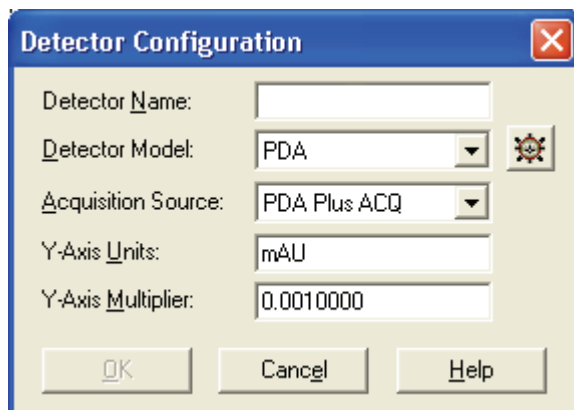 Detector Configuration
Detector Name:
Detector Model: PDA
Acquisition Source: PDA Plus ACQ
Y-Axis Units: mAU
Y-Axis Multiplier: 0.0010000
OK Cancel Help